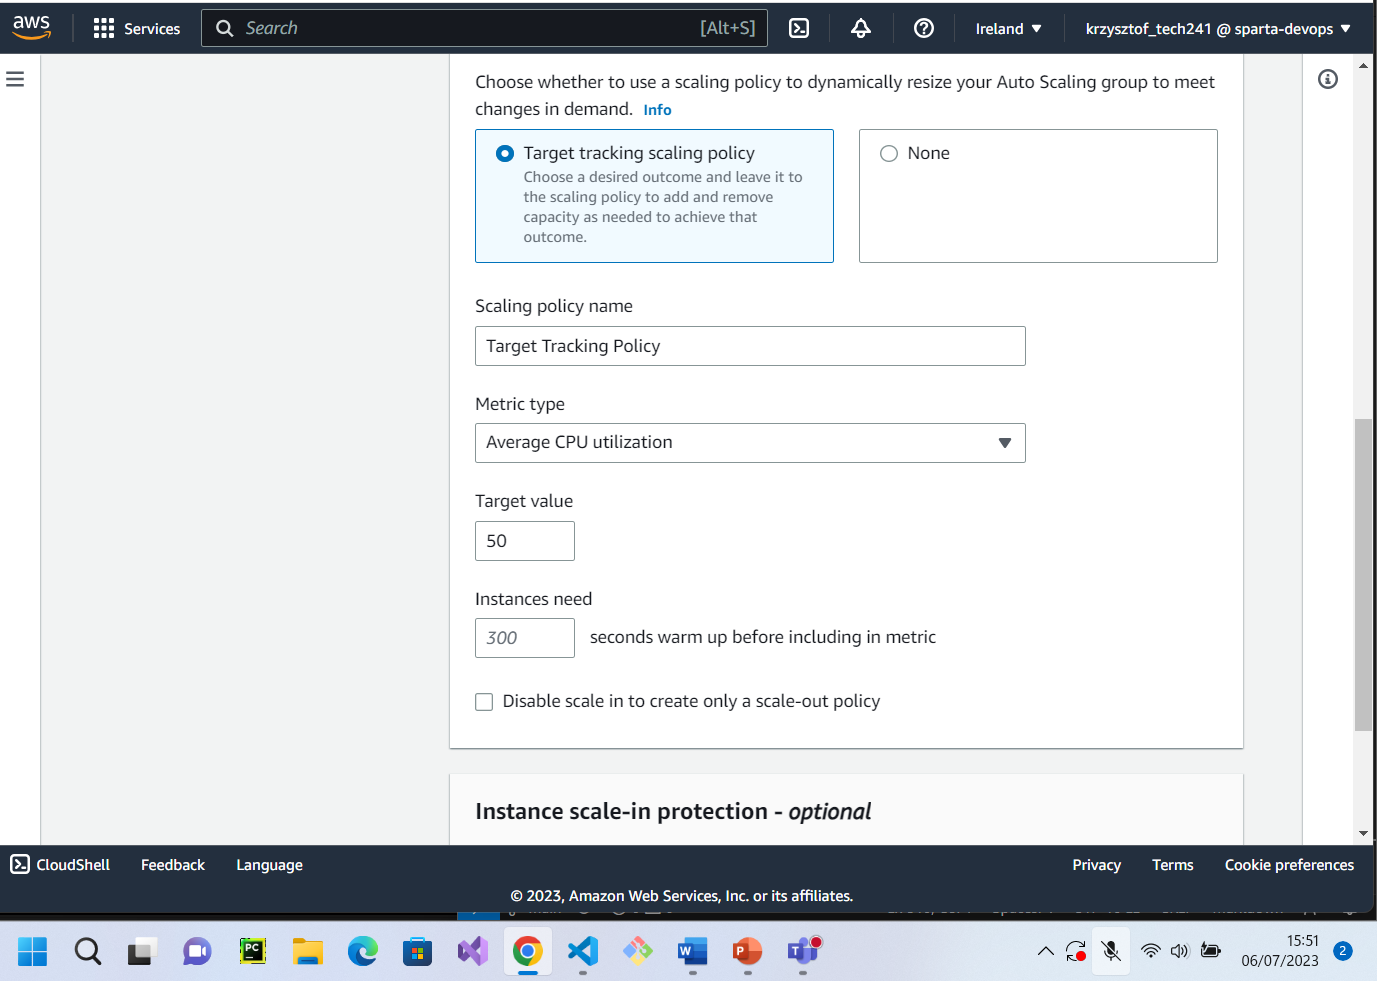 aws
Services
Search
[Alt+S]
Ireland
krzysztof_tech241 @ sparta-devops
Choose whether to use a scaling policy to dynamically resize your Auto Scaling group to meet
changes in demand. Info
Target tracking scaling policy
Choose a desired outcome and leave it to
the scaling policy to add and remove
capacity as needed to achieve that
outcome.
None
Scaling policy name
Target Tracking Policy
Metric type
Average CPU utilization
Target value
50
Instances need
300
seconds warm up before including in metric
Disable scale in to create only a scale-out policy
Instance scale-in protection - optional
CloudShell
Feedback
Language
Privacy
Terms
Cookie preferences
© 2023, Amazon Web Services, Inc. or its affiliates.
PC
W
P
T
15:51
06/07/2023
2